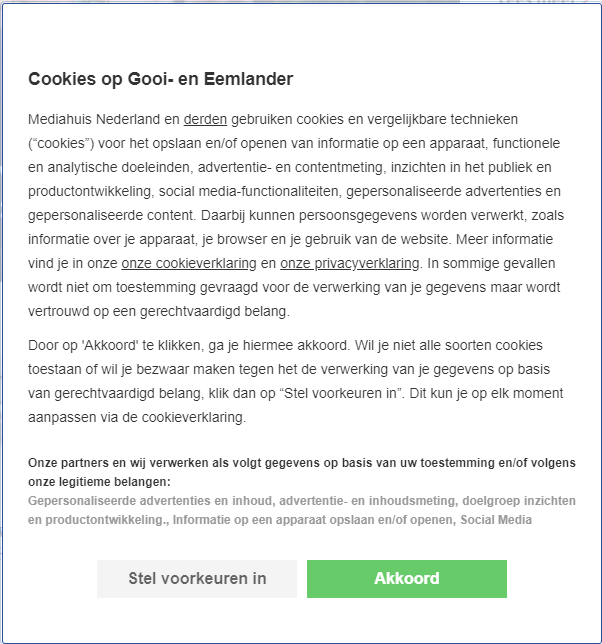 Cookies op Gooi- en Eemlander
Mediahuis Nederland en derden gebruiken cookies en vergelijkbare technieken
(“cookies”) voor het opslaan en/of openen van informatie op een apparaat, functionele
en analytische doeleinden, advertentie- en contentmeting, inzichten in het publiek en
productontwikkeling, social media-functionaliteiten, gepersonaliseerde advertenties en
gepersonaliseerde content. Daarbij kunnen persoonsgegevens worden verwerkt, zoals
informatie over je apparaat, je browser en je gebruik van de website. Meer informatie
vind je in onze onze cookieverklaring en onze privacyverklaring. In sommige gevallen
wordt niet om toestemming gevraagd voor de verwerking van je gegevens maar wordt
vertrouwd op een gerechtvaardigd belang.
Door op 'Akkoord' te klikken, ga je hiermee akkoord. Wil je niet alle soorten cookies
toestaan of wil je bezwaar maken tegen het de verwerking van je gegevens op basis
van gerechtvaardigd belang, klik dan op “Stel voorkeuren in”. Dit kun je op elk moment
aanpassen via de cookieverklaring.
Onze partners en wij verwerken als volgt gegevens op basis van uw toestemming en/of volgens
onze legitieme belangen:
Gepersonaliseerde advertenties en inhoud, advertentie- en inhoudsmeting, doelgroep inzichten
en productontwikkeling., Informatie op een apparaat opslaan en/of openen, Social Media
Stel voorkeuren in
Akkoord